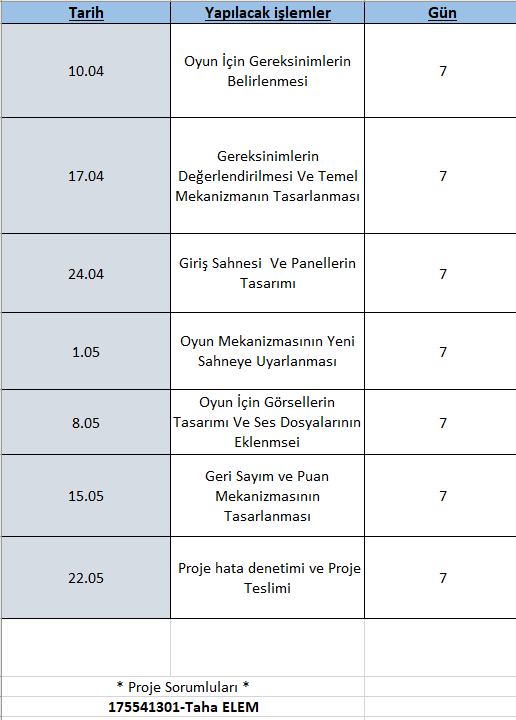 Tarih Yapılacak işlemler Gün
10.04 Oyun İçin Gereksinimlerin 7
Belirlenmesi
Gereksinimlerin
17.04 Değerlendirilmesi Ve Temel 7
Mekanizmanın Tasarlanması
24.04 Giriş Sahnesi Ve Panellerin 7
Tasarımı
1.05 Oyun Mekanizmasının Yeni 7
Sahneye Uyarlanması
Oyun İçin Görsellerin
8.05 Tasarımı Ve Ses Dosyalarının 7
Eklenmsei
Geri Sayım ve Puan
15.05 Mekanizmasının 7
Tasarlanması
22.05 Proje hata denetimi ve Proje 7
Teslimi
* Proje Sorumluları *
175541301-Taha ELEM